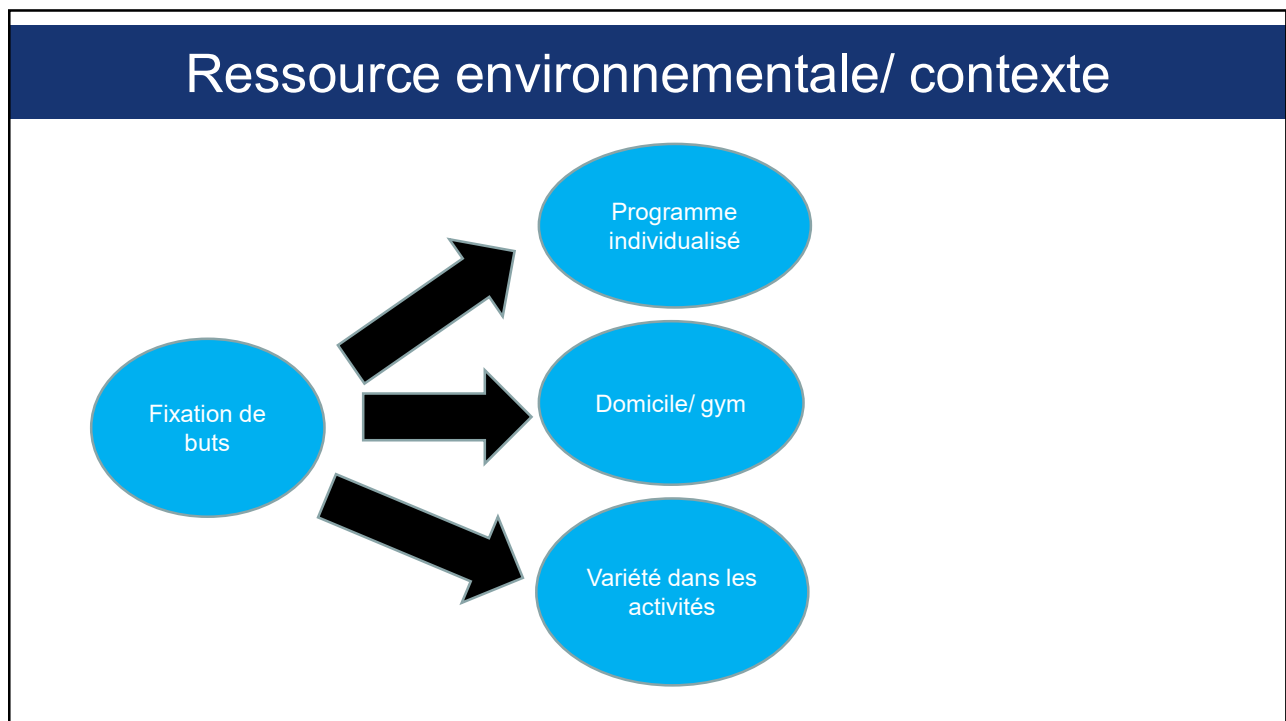 Ressource environnementale/ contexte
Programme
individualisé
Fixation de
buts
Domicile/ gym
Variété dans les
activités